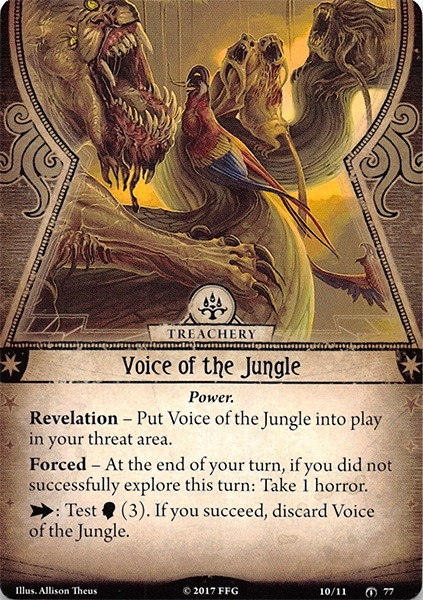 TREACHERY
Voice of the Jungle
Power.
Revelation – Put Voice of the Jungle into play
in your threat area.
Forced – At the end of your turn, if you did not
successfully explore this turn: Take 1 horror.
: Test (3). If you succeed, discard Voice
of the Jungle.
Illus. Allison Theus © 2017 FFG 10/11 77